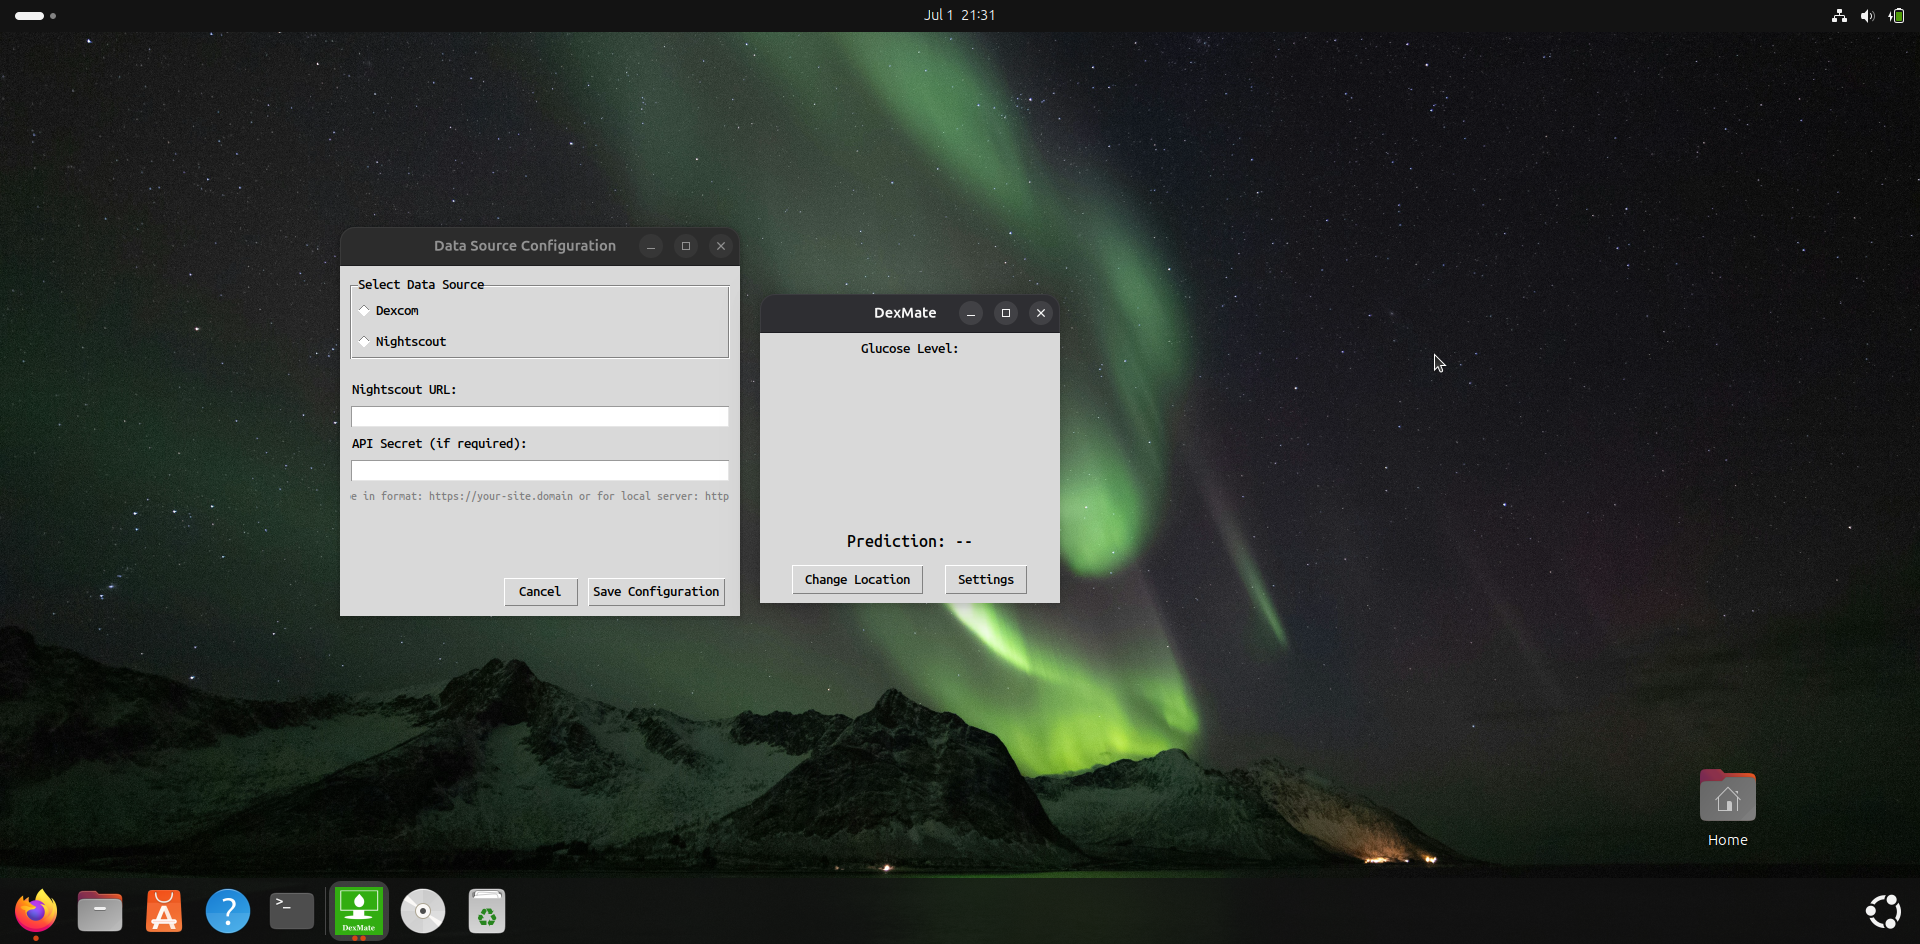 Jul 1 21:31
Data Source Configuration
Select Data Source
Dexcom
Nightscout
Nightscout URL:
API Secret (if required):
e in format: https://your-site.domain or for local server: http
Cancel
Save Configuration
DexMate
Glucose Level:
Prediction: --
Change Location
Settings
Home
>_
?
DexMate